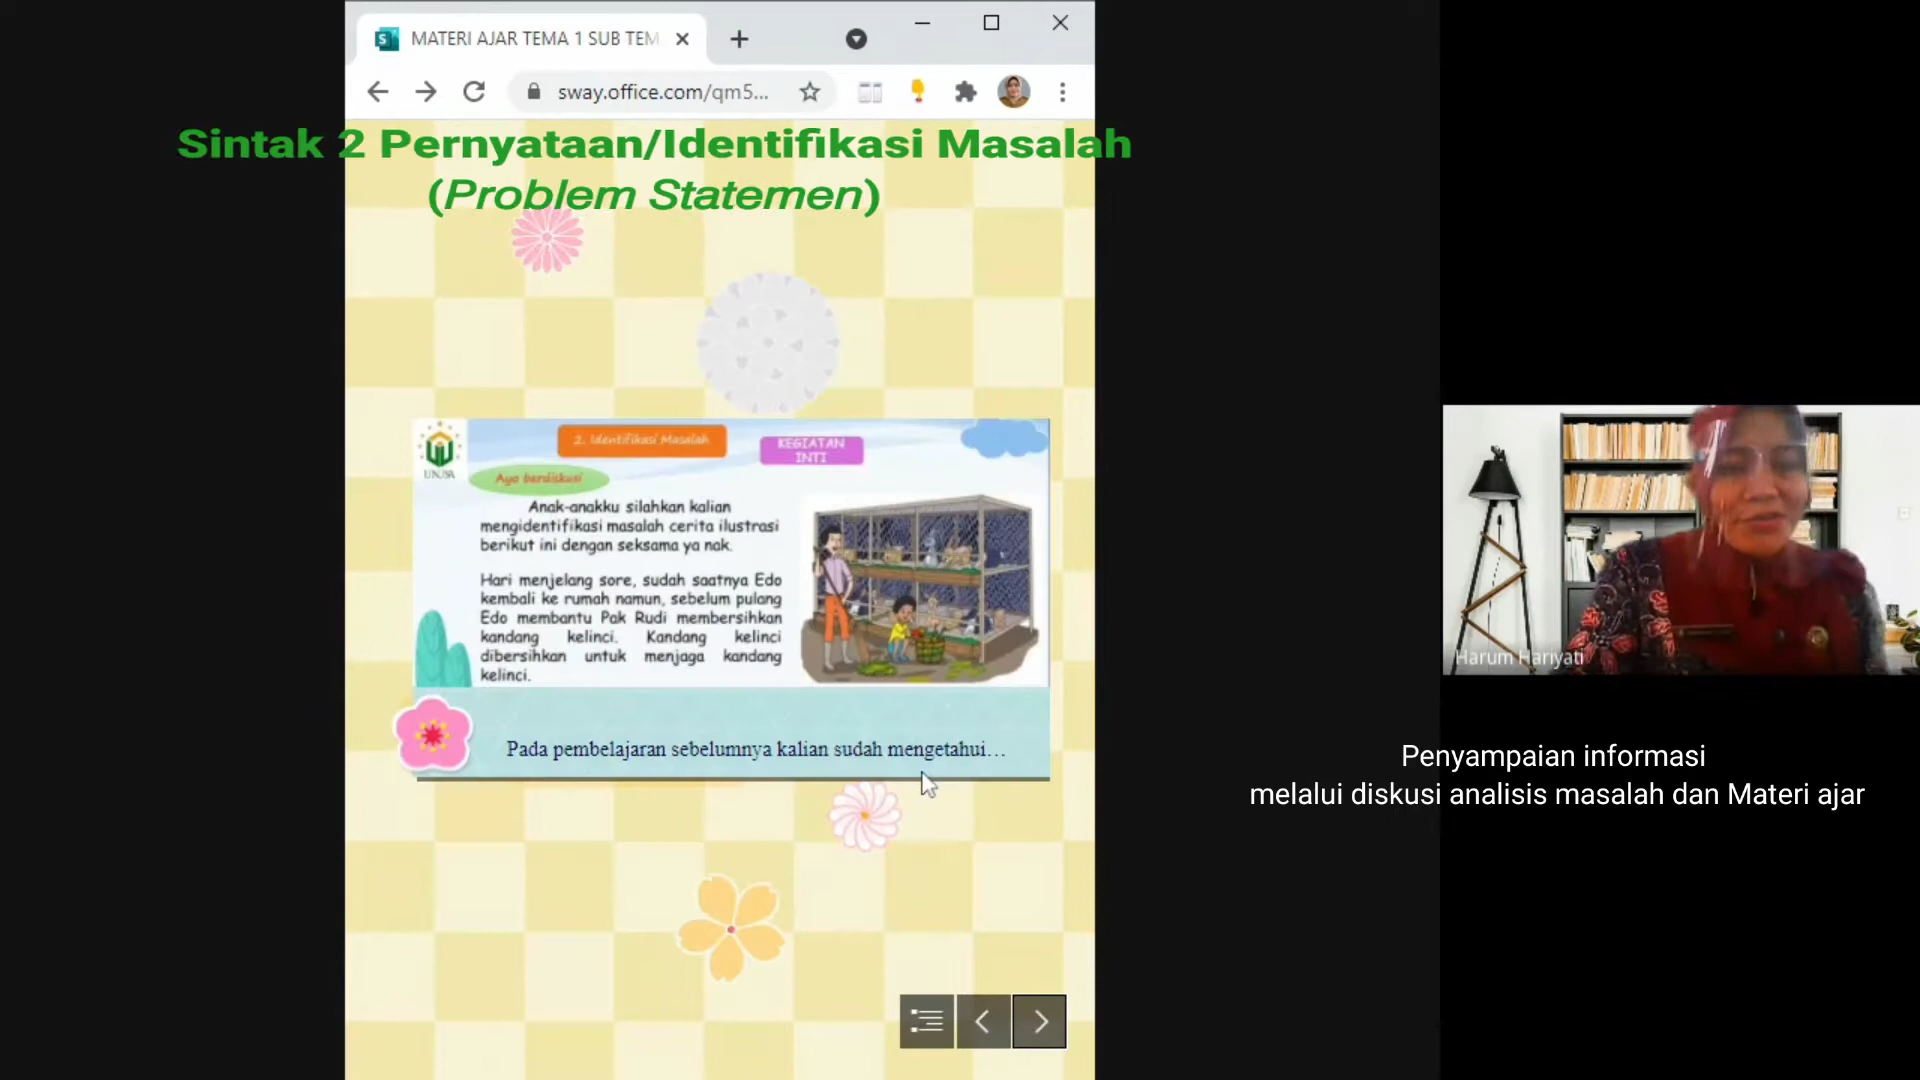 MATERI AJAR TEMA 1 SUB TEM
sway.office.com/qm5...
Sintak 2 Pernyataan/Identifikasi Masalah
(Problem Statemen)
2. Identifikasi Masalah
KEGIATAN
INTI
UNUSA
Ayo berdiskusi
Anak-anakku silahkan kalian
mengidentifikasi masalah cerita ilustrasi
berikut ini dengan seksama ya nak.
Hari menjelang sore, sudah saatnya Edo
kembali ke rumah namun, sebelum pulang
Edo membantu Pak Rudi membersihkan
kandang kelinci. Kandang kelinci
dibersihkan untuk menjaga kandang
kelinci.
Pada pembelajaran sebelumnya kalian sudah mengetahui...
Harum Hariyati
Penyampaian informasi
melalui diskusi analisis masalah dan Materi ajar